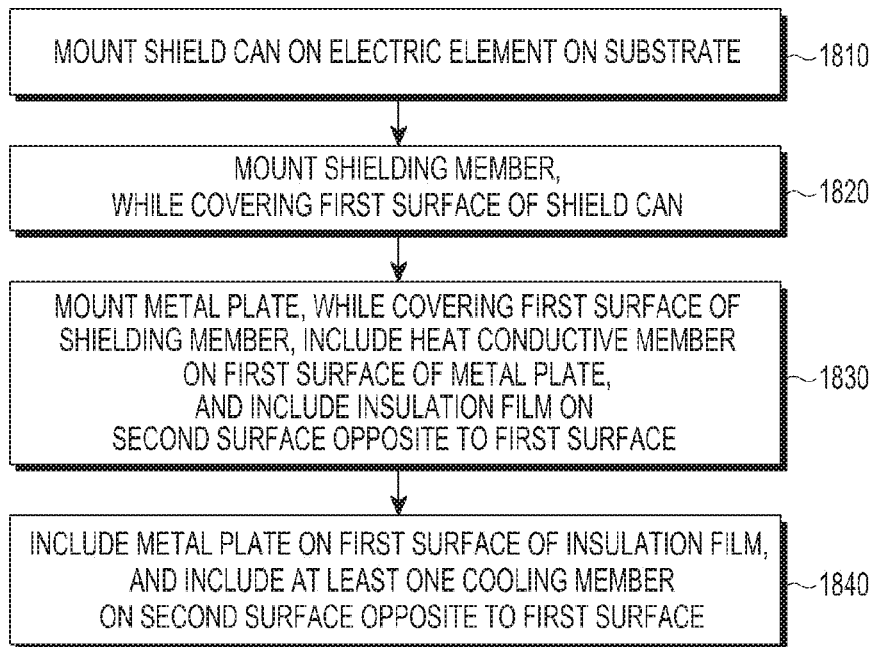 MOUNT SHIELD CAN ON ELECTRIC ELEMENT ON SUBSTRATE
1810
MOUNT SHIELDING MEMBER,
WHILE COVERING FIRST SURFACE OF SHIELD CAN
1820
MOUNT METAL PLATE, WHILE COVERING FIRST SURFACE OF
SHIELDING MEMBER, INCLUDE HEAT CONDUCTIVE MEMBER
ON FIRST SURFACE OF METAL PLATE,
AND INCLUDE INSULATION FILM ON
SECOND SURFACE OPPOSITE TO FIRST SURFACE
1830
INCLUDE METAL PLATE ON FIRST SURFACE OF INSULATION FILM,
AND INCLUDE AT LEAST ONE COOLING MEMBER
ON SECOND SURFACE OPPOSITE TO FIRST SURFACE
1840